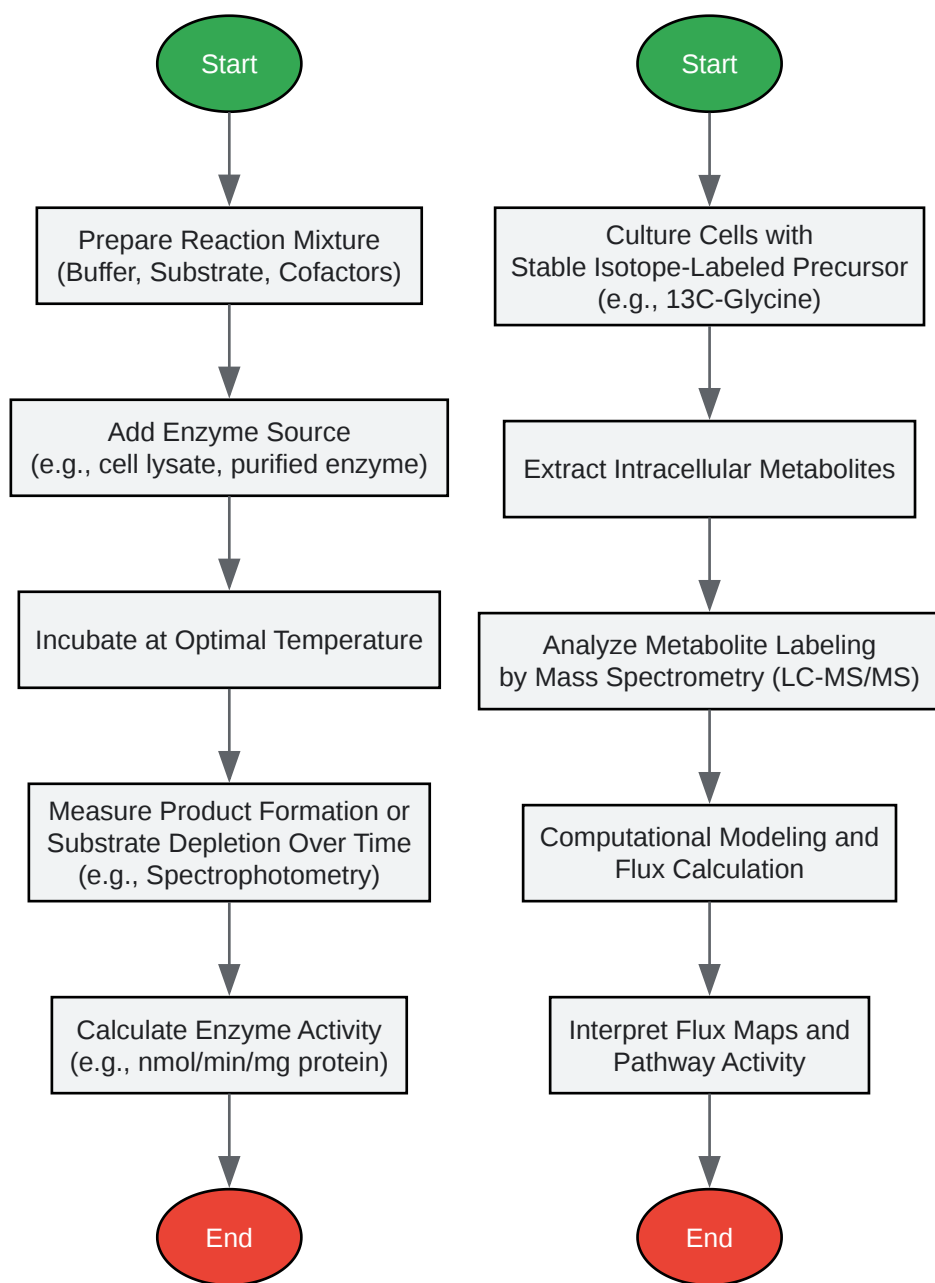 Start
Prepare Reaction Mixture
(Buffer, Substrate, Cofactors)
Add Enzyme Source
(e.g., cell lysate, purified enzyme)
Incubate at Optimal Temperature
Measure Product Formation or
Substrate Depletion Over Time
(e.g., Spectrophotometry)
Calculate Enzyme Activity
(e.g., nmol/min/mg protein)
End
Start
Culture Cells with
Stable Isotope-Labeled Precursor
(e.g., 13C-Glycine)
Extract Intracellular Metabolites
Analyze Metabolite Labeling
by Mass Spectrometry (LC-MS/MS)
Computational Modeling and
Flux Calculation
Interpret Flux Maps and
Pathway Activity
End